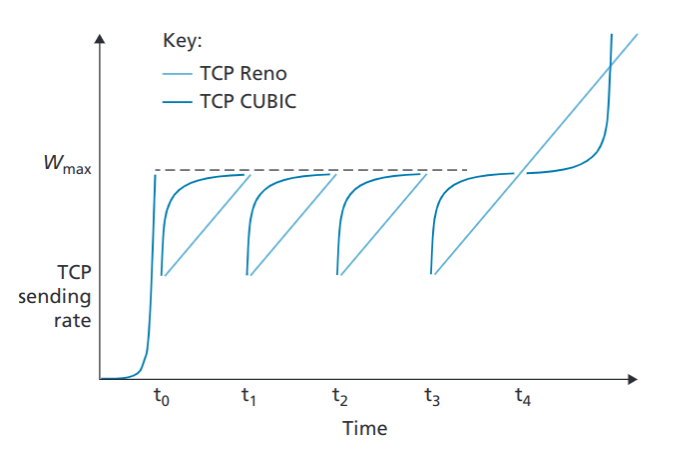 Key:
TCP Reno
TCP CUBIC
Wmax
TCP
sending
rate
t0 t1 t2 t3 t4
Time